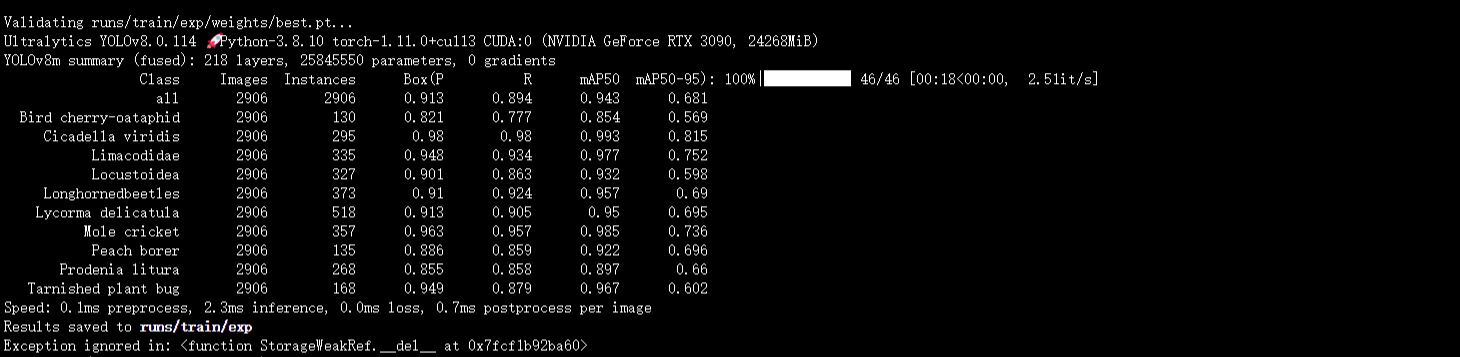 Validating runs/train/exp/weights/best.pt...
Ultralytics YOLOv8.0.114 🚀Python-3.8.10 torch-1.11.0+cu113 CUDA:0 (NVIDIA GeForce RTX 3090, 24268MiB)
YOLOv8m summary (fused): 218 layers, 25845550 parameters, 0 gradients
Class Images Instances Box(P R mAP50 mAP50-95): 100%|██████████| 46/46 [00:18<00:00, 2.51it/s]
all 2906 2906 0.913 0.894 0.943 0.681
Bird cherry-oataphid 2906 130 0.821 0.777 0.854 0.569
Cicadella viridis 2906 295 0.98 0.98 0.993 0.815
Limacodidae 2906 335 0.948 0.934 0.977 0.752
Locustoidea 2906 327 0.901 0.863 0.932 0.598
Longhornedbeetles 2906 373 0.91 0.924 0.957 0.69
Lycorma delicatula 2906 518 0.913 0.905 0.95 0.695
Mole cricket 2906 357 0.963 0.957 0.985 0.736
Peach borer 2906 135 0.886 0.859 0.922 0.696
Prodenia litura 2906 268 0.855 0.858 0.897 0.66
Tarnished plant bug 2906 168 0.949 0.879 0.967 0.602
Speed: 0.1ms preprocess, 2.3ms inference, 0.0ms loss, 0.7ms postprocess per image
Results saved to runs/train/exp
Exception ignored in: <function StorageWeakRef.__del__ at 0x7fcf1b92ba60>